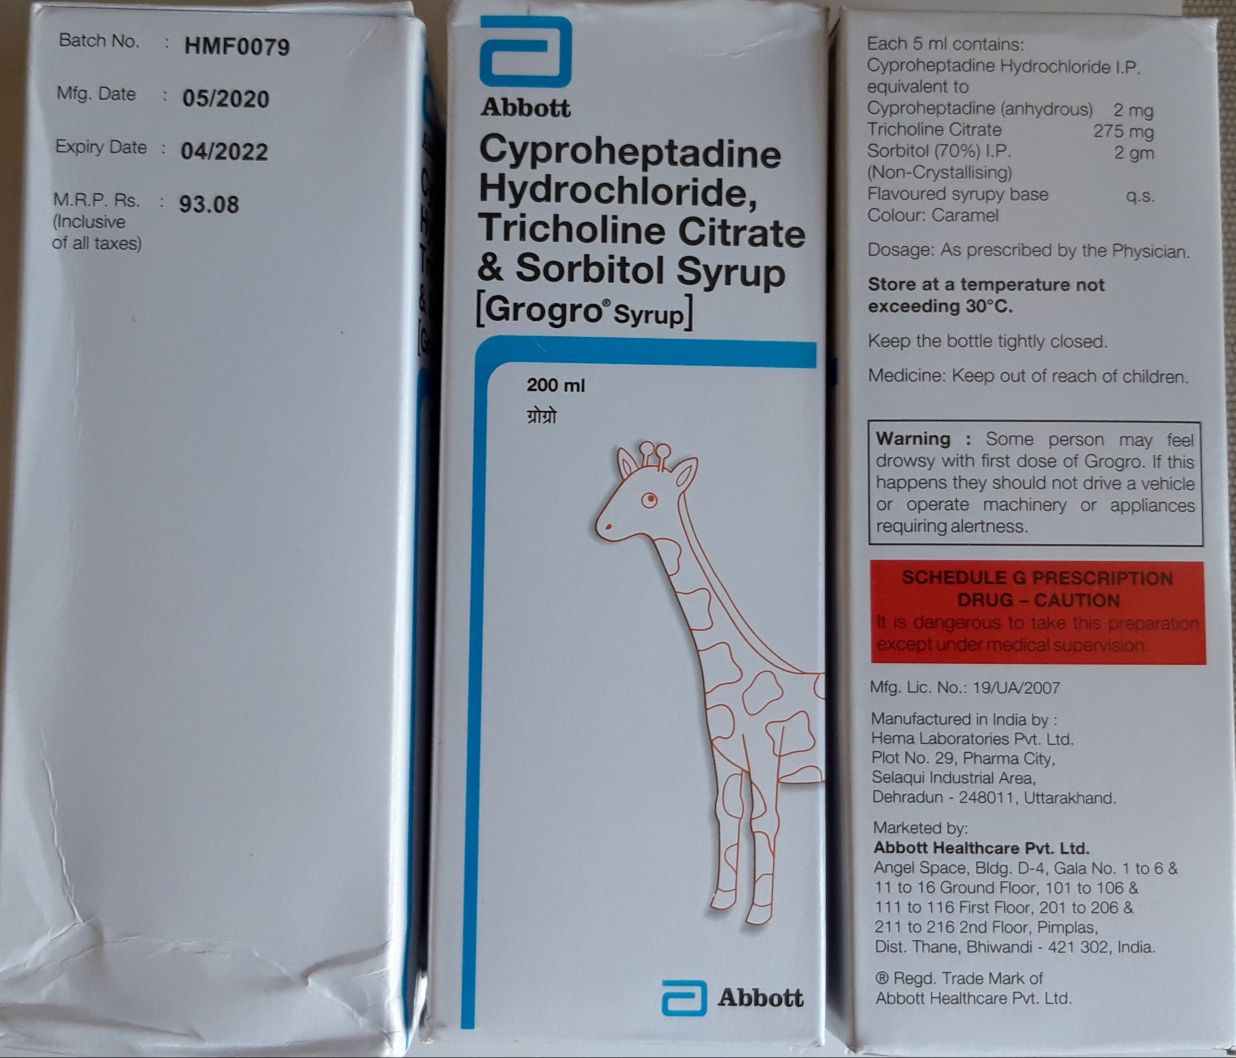 Batch No. : HMF0079
Mfg. Date : 05/2020
Expiry Date : 04/2022
M.R.P. Rs. : 93.08
(Inclusive
of all taxes)
Abbott
Cyproheptadine
Hydrochloride,
Tricholine Citrate
& Sorbitol Syrup
[Grogro® Syrup]
200 ml
ग्रोग्रो
Abbott
Each 5 ml contains:
Cyproheptadine Hydrochloride I.P.
equivalent to
Cyproheptadine (anhydrous) 2 mg
Tricholine Citrate 275 mg
Sorbitol (70%) I.P. 2 gm
(Non-Crystallising)
Flavoured syrupy base q.s.
Colour: Caramel
Dosage: As prescribed by the Physician.
Store at a temperature not
exceeding 30°C.
Keep the bottle tightly closed.
Medicine: Keep out of reach of children.
Warning : Some person may feel
drowsy with first dose of Grogro. If this
happens they should not drive a vehicle
or operate machinery or appliances
requiring alertness.
SCHEDULE G PRESCRIPTION
DRUG – CAUTION
It is dangerous to take this preparation
except under medical supervision.
Mfg. Lic. No.: 19/UA/2007
Manufactured in India by :
Hema Laboratories Pvt. Ltd.
Plot No. 29, Pharma City,
Selaqui Industrial Area,
Dehradun - 248011, Uttarakhand.
Marketed by:
Abbott Healthcare Pvt. Ltd.
Angel Space, Bldg. D-4, Gala No. 1 to 6 &
11 to 16 Ground Floor, 101 to 106 &
111 to 116 First Floor, 201 to 206 &
211 to 216 2nd Floor, Pimplas,
Dist. Thane, Bhiwandi - 421 302, India.
® Regd. Trade Mark of
Abbott Healthcare Pvt. Ltd.